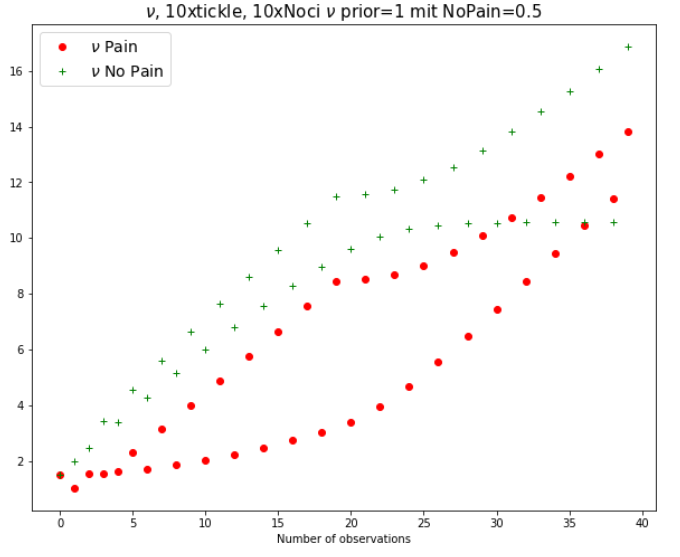 ν, 10xtickle, 10xNoci ν prior=1 mit NoPain=0.5
ν Pain
ν No Pain
16
14
12
10
8
6
4
2
0 5 10 15 20 25 30 35 40
Number of observations